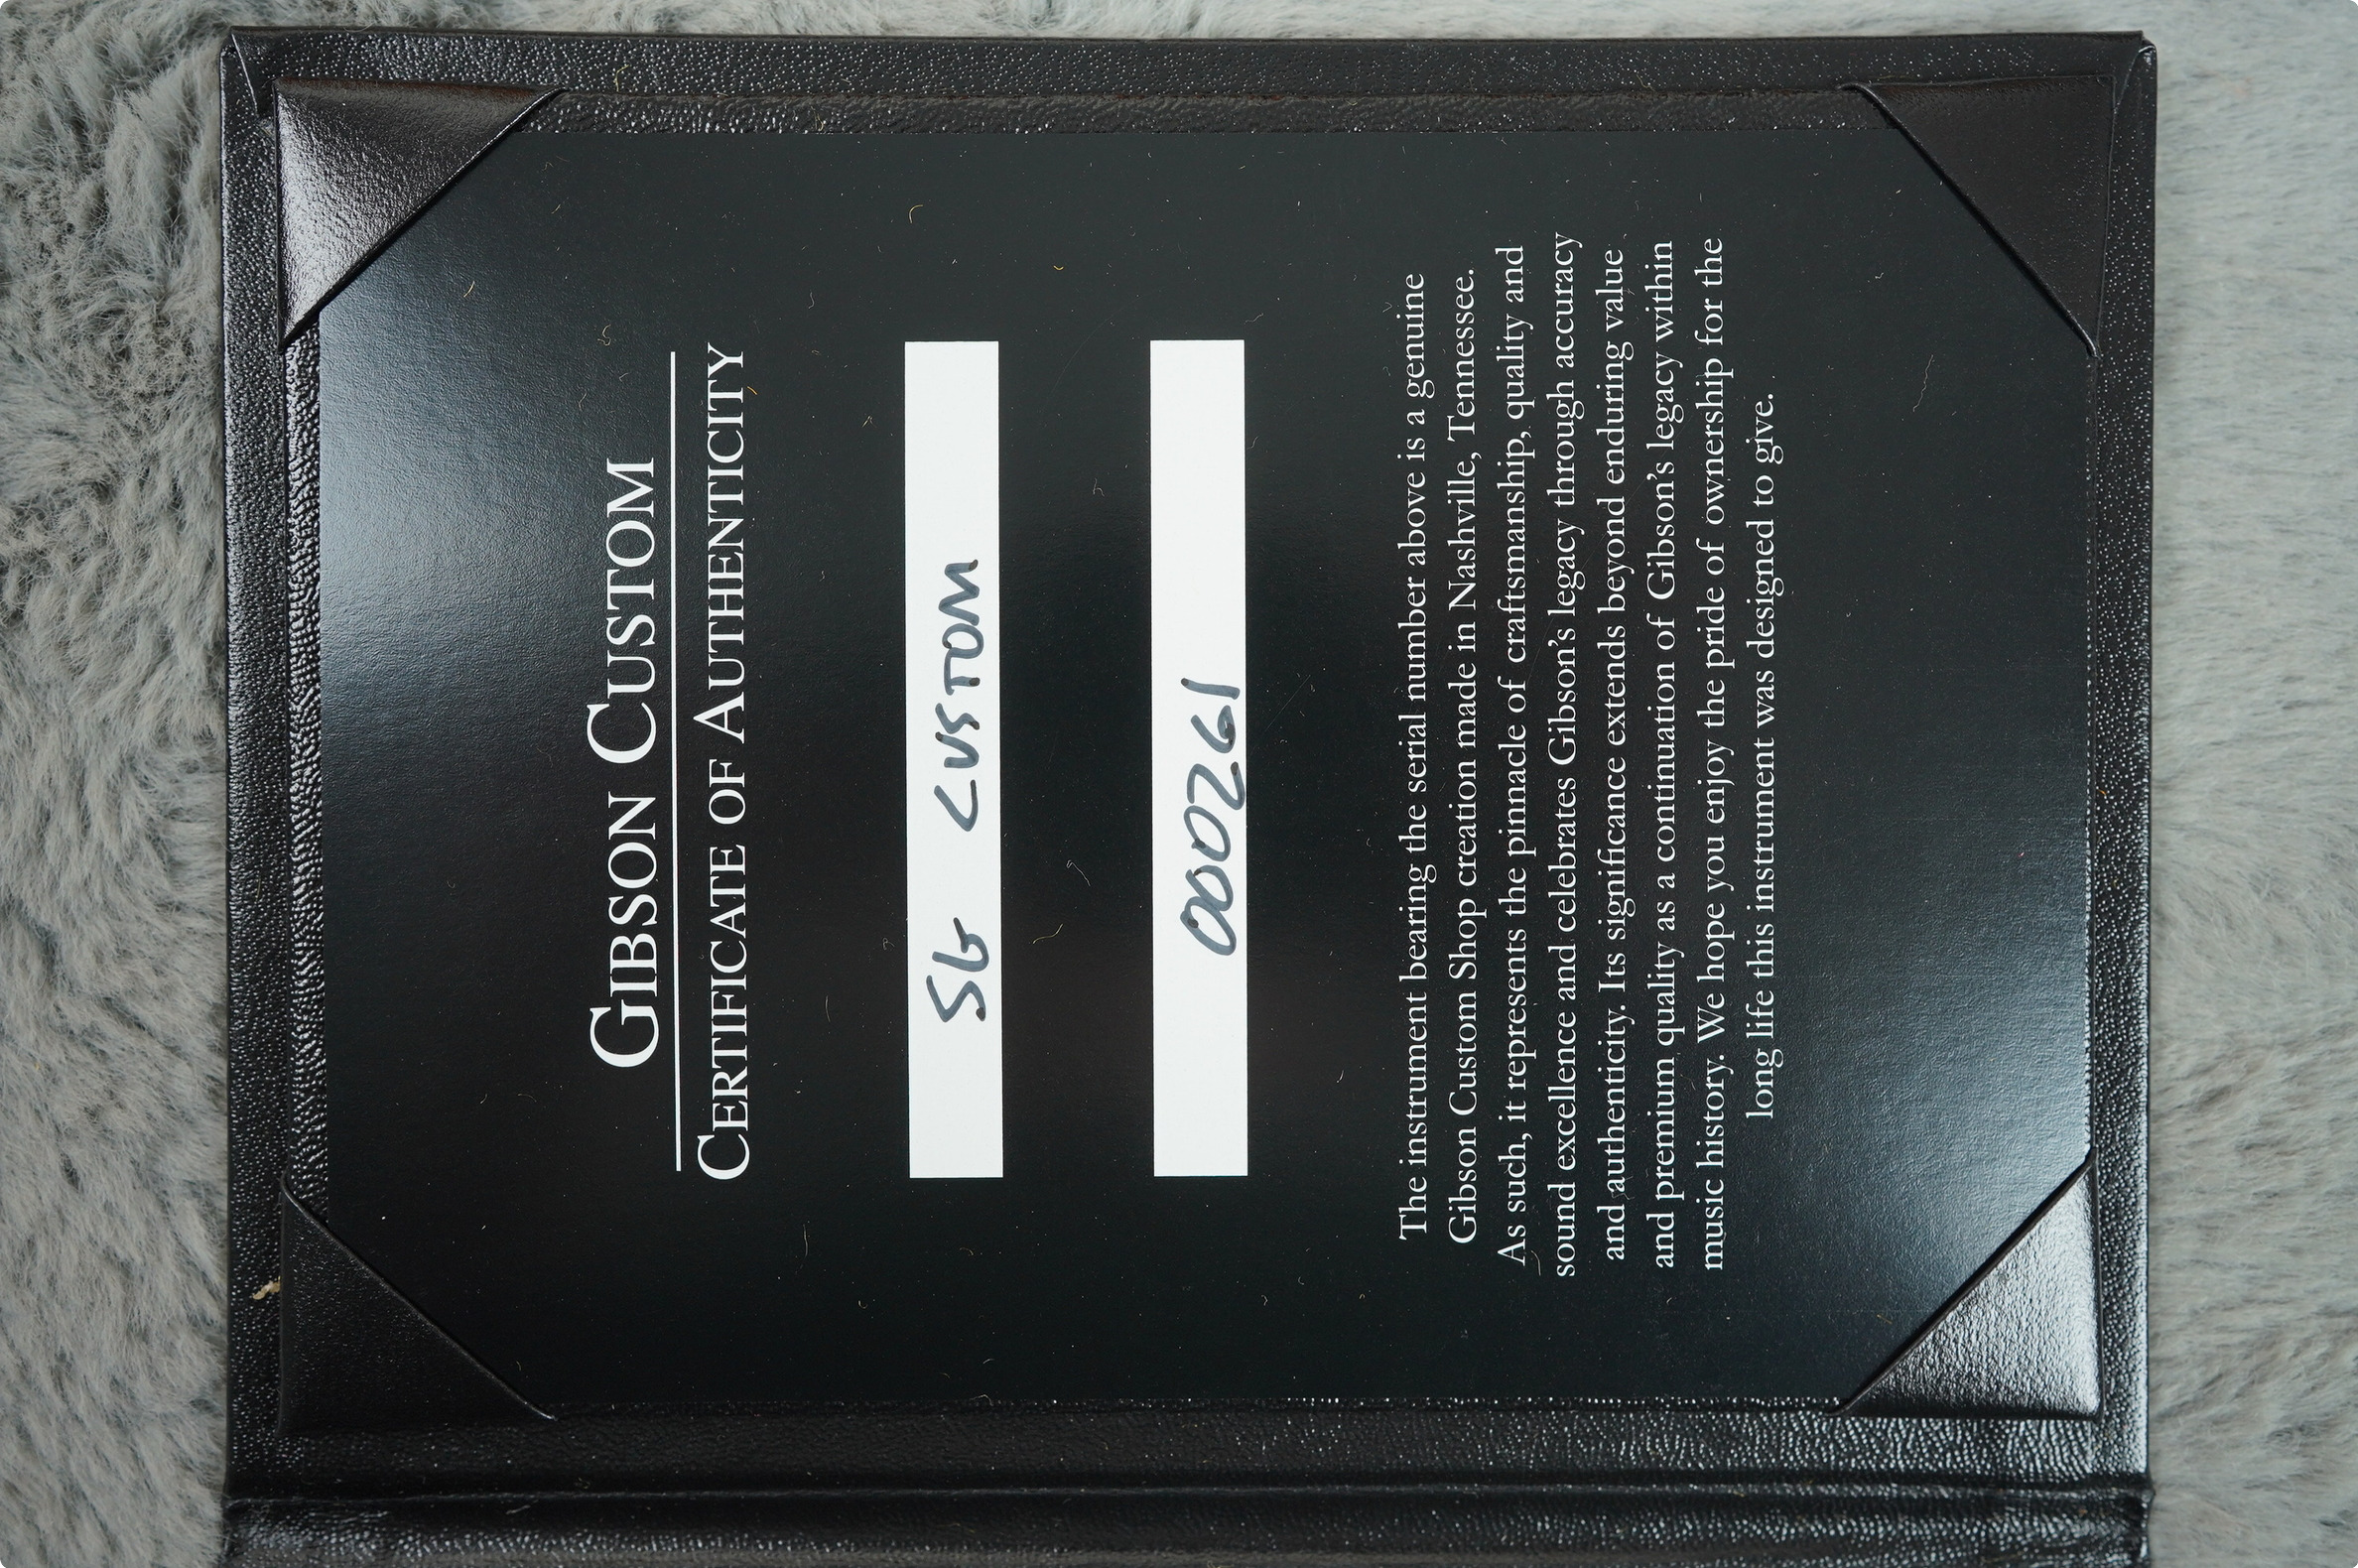 GIBSON CUSTOM
CERTIFICATE OF AUTHENTICITY
SG CUSTOM
000261
The instrument bearing the serial number above is a genuine
Gibson Custom Shop creation made in Nashville, Tennessee.
As such, it represents the pinnacle of craftsmanship, quality and
sound excellence and celebrates Gibson's legacy through accuracy
and authenticity. Its significance extends beyond enduring value
and premium quality as a continuation of Gibson's legacy within
music history. We hope you enjoy the pride of ownership for the
long life this instrument was designed to give.